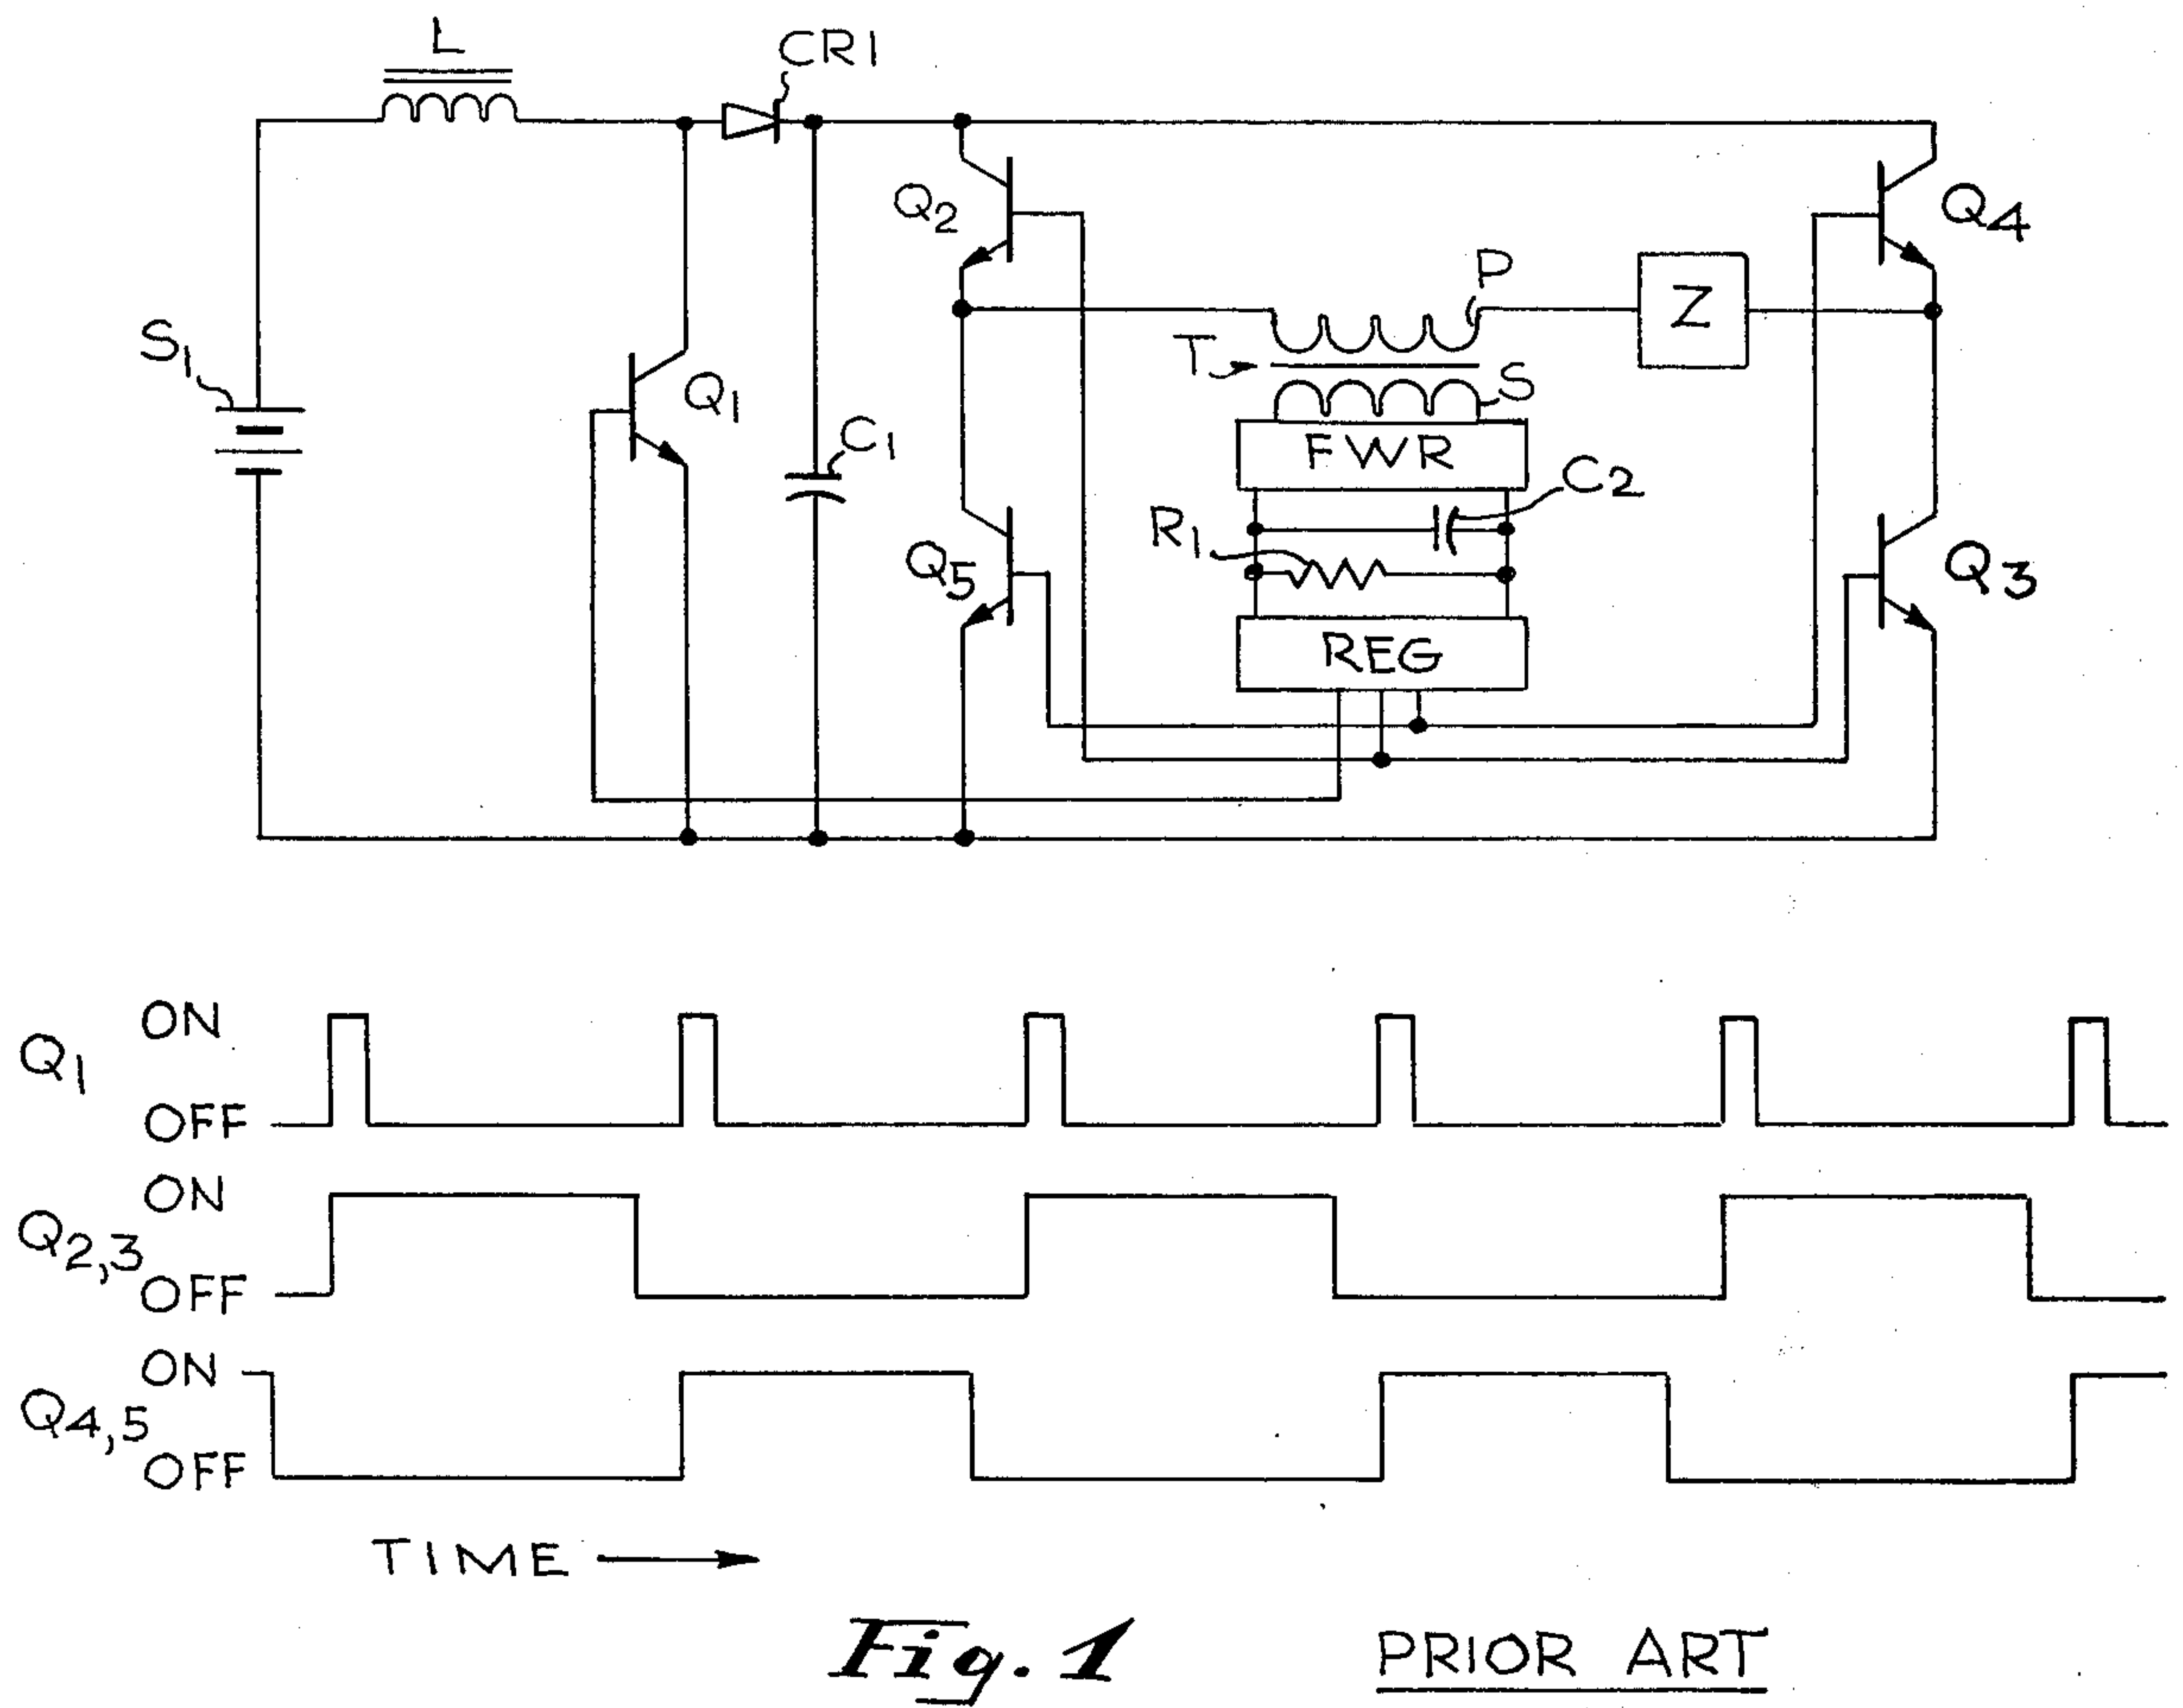 L
CR1
Q2
Q4
P
Z
S1
T
S
Q1
C1
FWR
C2
R1
Q5
Q3
REG
ON
Q1
OFF
ON
Q2,3
OFF
ON
Q4,5
OFF
TIME
Fig. 1
PRIOR ART